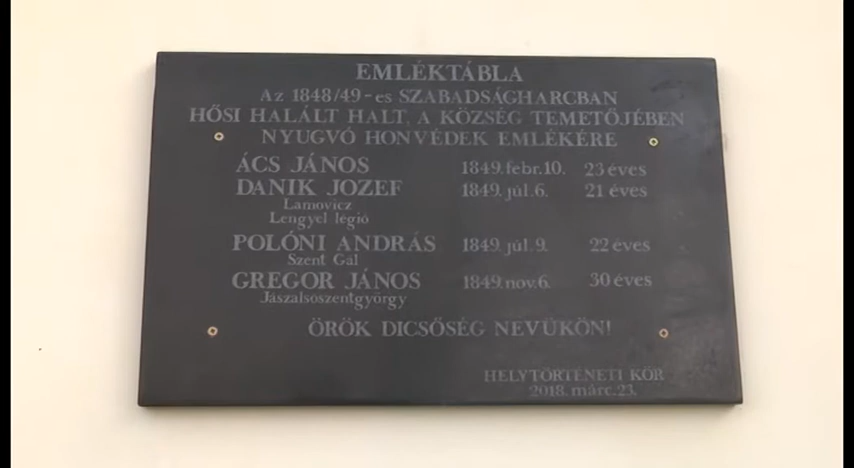 EMLÉKTÁBLA
Az 1848/49-es SZABADSÁGHARCBAN
HŐSI HALÁLT HALT, A KÖZSÉG TEMETŐJÉBEN
NYUGVÓ HONVÉDEK EMLÉKÉRE
ÁCS JÁNOS 1849.febr.10. 23 éves
DANIK JOZEF 1849.júl.6. 21 éves
Lamovicz
Lengyel légió
POLÓNI ANDRÁS 1849.júl.9. 22 éves
Szent Gál
GREGOR JÁNOS 1849.nov.6. 30 éves
Jászalsószentgyörgy
ÖRÖK DICSŐSÉG NEVÜKÖN!
HELYTÖRTÉNETI KÖR
2018.márc.23.